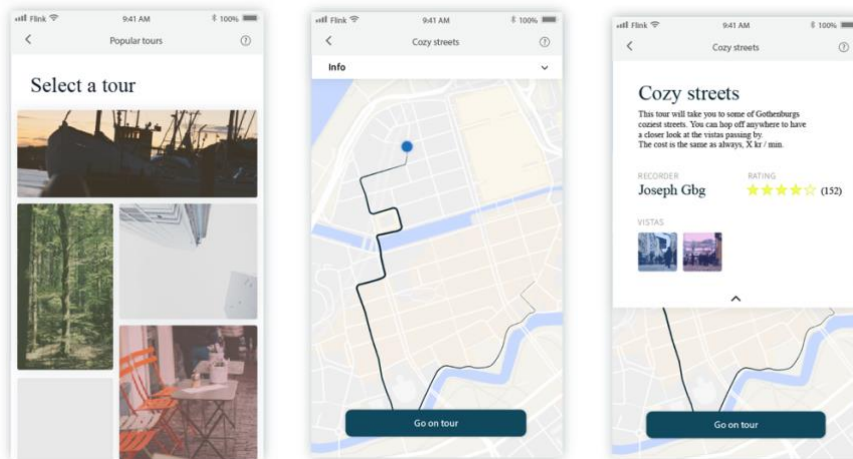 Flink 9:41 AM 100%
Popular tours ?
Select a tour
Flink 9:41 AM 100%
Cozy streets ?
Info
Go on tour
Flink 9:41 AM 100%
Cozy streets ?
Cozy streets
This tour will take you to some of Gothenburgs
coziest streets. You can hop off anywhere to have
a closer look at the vistas passing by.
The cost is the same as always, X kr / min.
RECORDER RATING
Joseph Gbg (152)
VISTAS
Go on tour